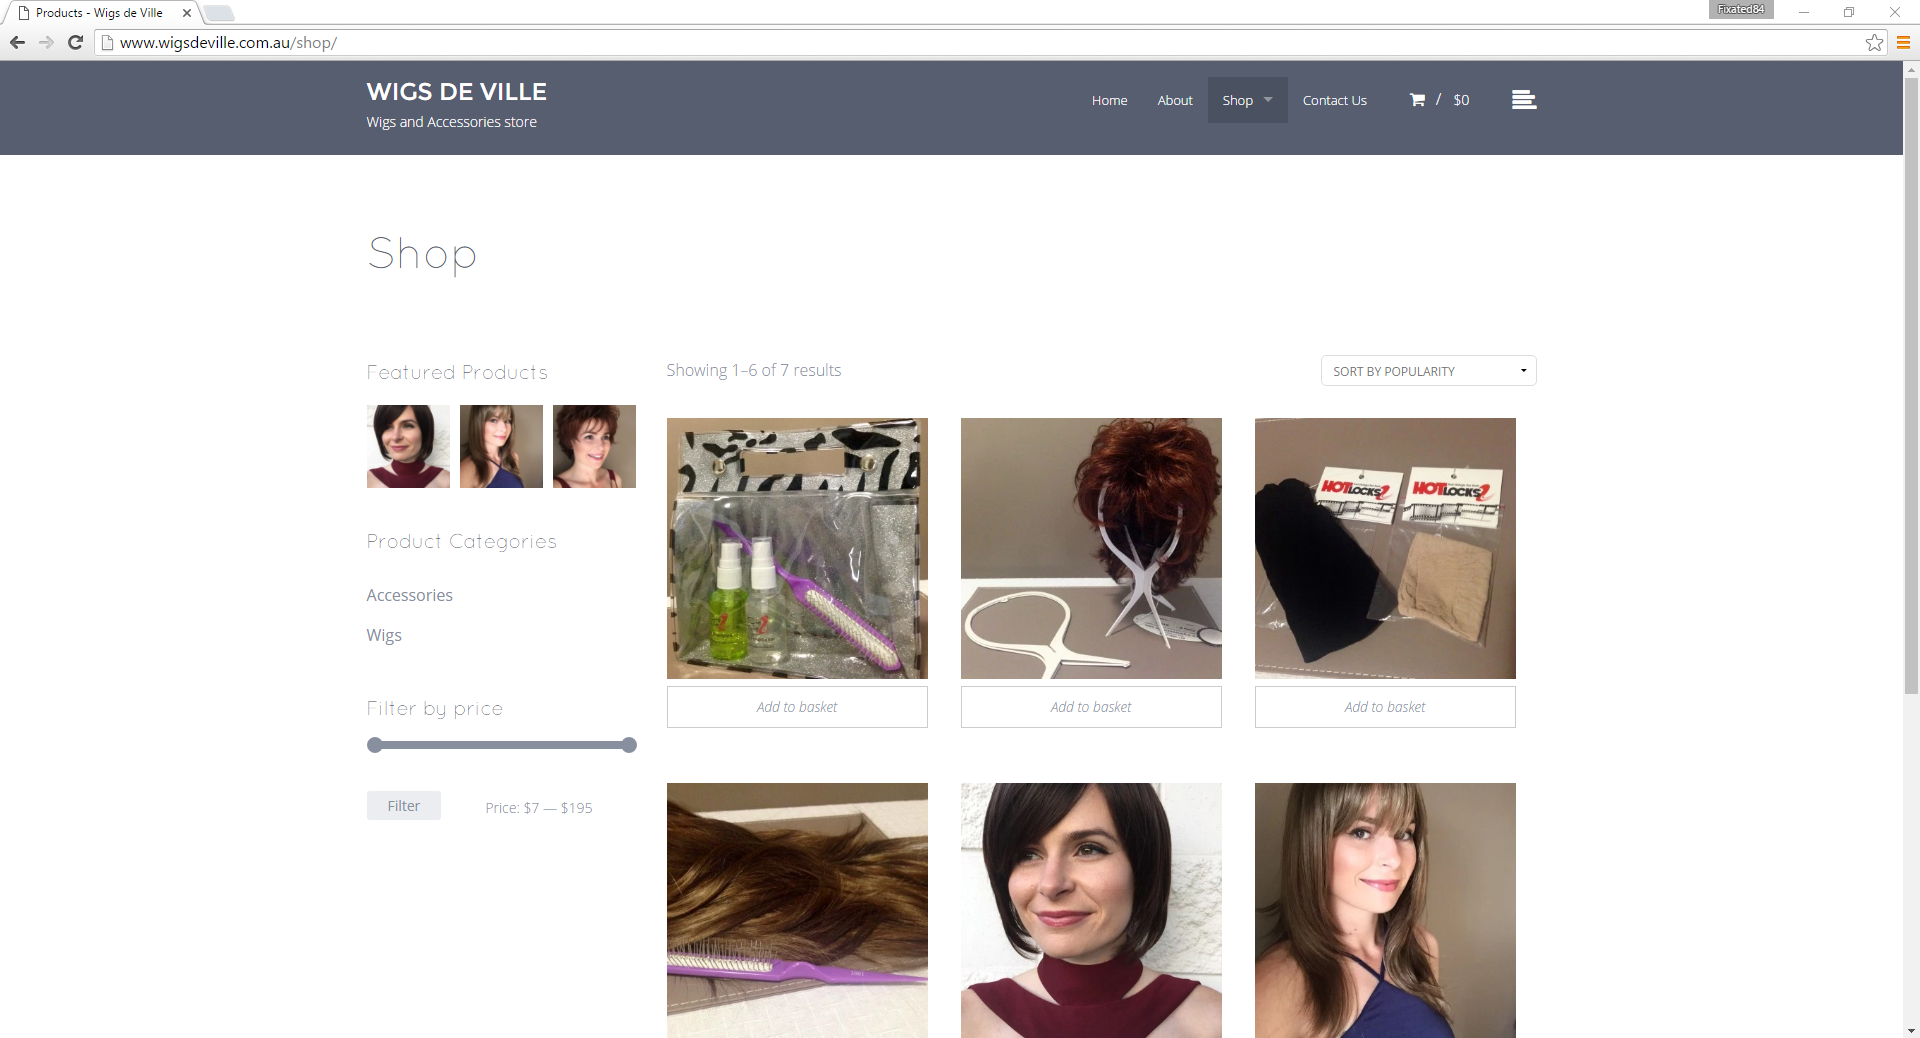 Products - Wigs de Ville
Fixated84
www.wigsdeville.com.au/shop/
WIGS DE VILLE
Wigs and Accessories store
Home
About
Shop
Contact Us
/ $0
Shop
Featured Products
Showing 1–6 of 7 results
SORT BY POPULARITY
HOTLOCKS
HOTLOCKS
Add to basket
Add to basket
Add to basket
Product Categories
Accessories
Wigs
Filter by price
Filter
Price: $7 — $195